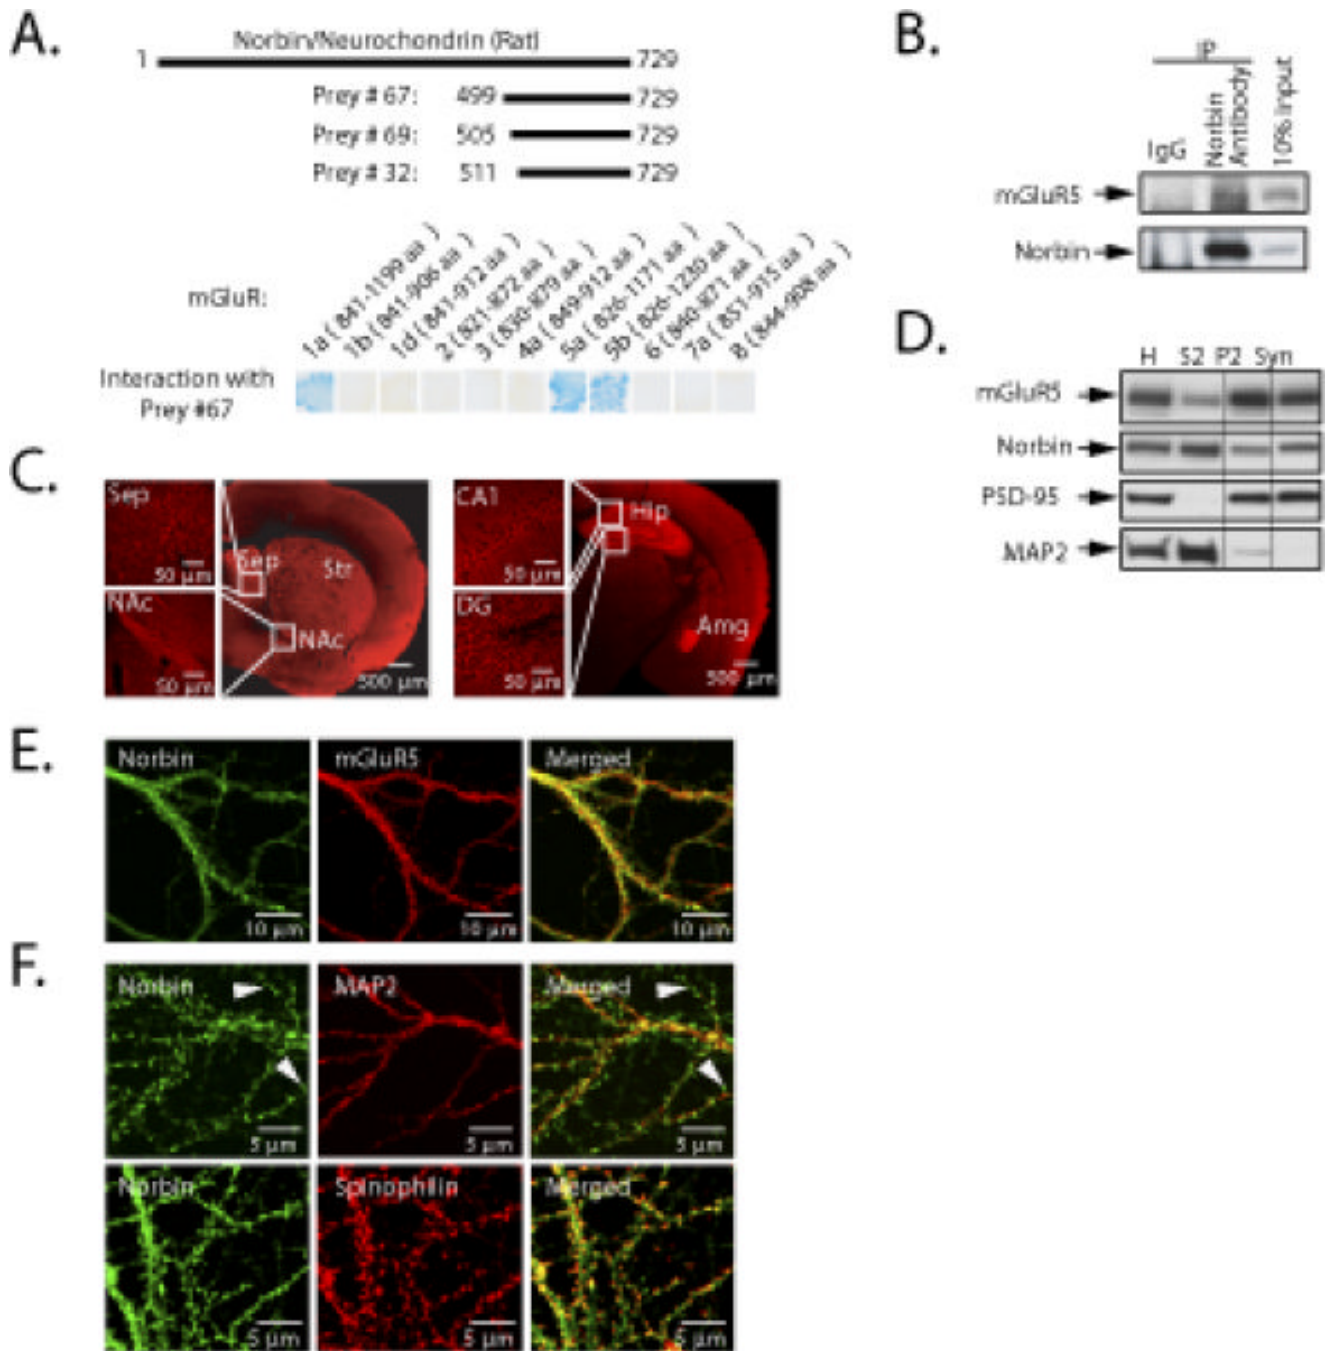 A.
Norbin/Neurochondrin (Rat)
1 729
Prey # 67: 499 729
Prey # 69: 505 729
Prey # 32: 511 729
mGluR:
1a ( 841-1199 aa )
1b ( 841-906 aa )
1d ( 841-912 aa )
2 ( 821-872 aa )
3 ( 830-879 aa )
4a ( 849-912 aa )
5a ( 826-1171 aa )
5b ( 826-1230 aa )
6 ( 840-871 aa )
7a ( 851-915 aa )
8 ( 844-908 aa )
Interaction with
Prey #67
B.
IP
IgG
Norbin
Antibody
10% Input
mGluR5
Norbin
C.
Sep
50 µm
NAc
50 µm
Sep
Str
NAc
500 µm
CA1
50 µm
DG
50 µm
Hip
Amg
500 µm
D.
H S2 P2 Syn
mGluR5
Norbin
PSD-95
MAP2
E.
Norbin mGluR5 Merged
10 µm 10 µm 10 µm
F.
Norbin MAP2 Merged
5 µm 5 µm 5 µm
Norbin Spinophilin Merged
5 µm 5 µm 5 µm